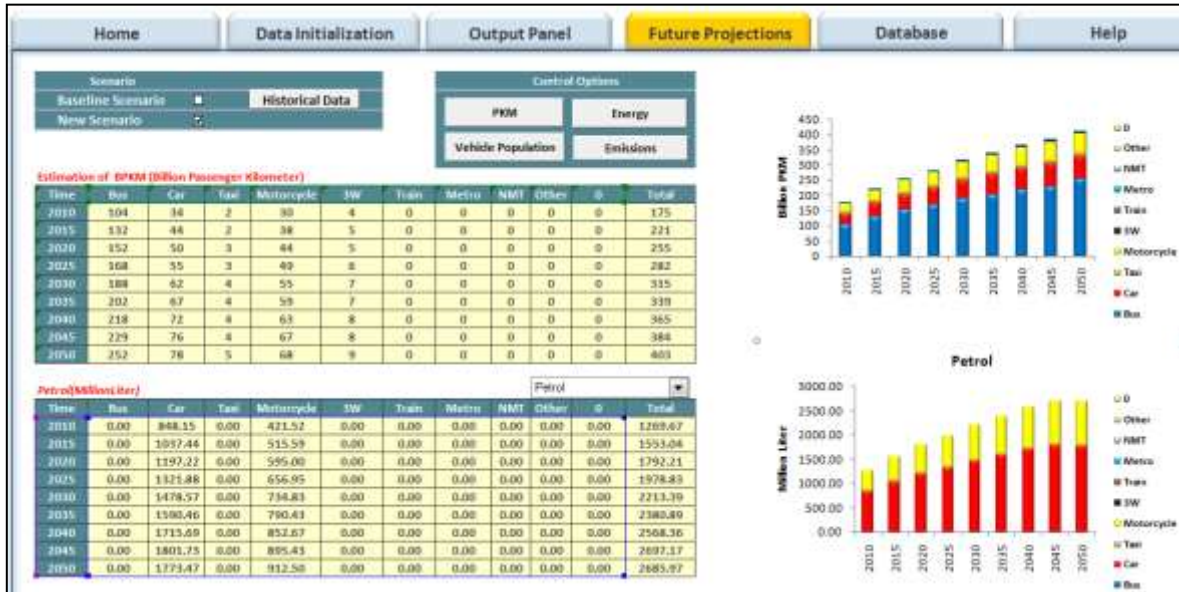 Home Data Initialization Output Panel Future Projections Database Help
Scenario
Baseline Scenario
New Scenario
Historical Data
Control Options
PKM Energy
Vehicle Population Emissions
Estimation of BPKM (Billion Passenger Kilometer)
Time Bus Car Taxi Motorcycle 3W Train Metro NMT Other 0 Total
2010 104 34 2 30 4 0 0 0 0 0 175
2015 132 44 2 38 5 0 0 0 0 0 221
2020 152 50 3 44 5 0 0 0 0 0 255
2025 168 55 3 49 6 0 0 0 0 0 282
2030 188 62 4 55 7 0 0 0 0 0 315
2035 202 67 4 59 7 0 0 0 0 0 339
2040 218 72 4 63 8 0 0 0 0 0 365
2045 229 76 4 67 8 0 0 0 0 0 384
2050 252 78 5 68 9 0 0 0 0 0 403
Petrol(MillionLiter)
Petrol
Time Bus Car Taxi Motorcycle 3W Train Metro NMT Other 0 Total
2010 0.00 848.15 0.00 421.52 0.00 0.00 0.00 0.00 0.00 0.00 1269.67
2015 0.00 1037.44 0.00 515.59 0.00 0.00 0.00 0.00 0.00 0.00 1553.04
2020 0.00 1197.22 0.00 595.00 0.00 0.00 0.00 0.00 0.00 0.00 1792.21
2025 0.00 1321.88 0.00 656.95 0.00 0.00 0.00 0.00 0.00 0.00 1978.83
2030 0.00 1478.57 0.00 734.83 0.00 0.00 0.00 0.00 0.00 0.00 2213.39
2035 0.00 1590.46 0.00 790.43 0.00 0.00 0.00 0.00 0.00 0.00 2380.89
2040 0.00 1715.69 0.00 852.67 0.00 0.00 0.00 0.00 0.00 0.00 2568.36
2045 0.00 1801.73 0.00 895.43 0.00 0.00 0.00 0.00 0.00 0.00 2697.17
2050 0.00 1773.47 0.00 912.50 0.00 0.00 0.00 0.00 0.00 0.00 2685.97
Billion PKM
450
400
350
300
250
200
150
100
50
0
2010 2015 2020 2025 2030 2035 2040 2045 2050
0
Other
NMT
Metro
Train
3W
Motorcycle
Taxi
Car
Bus
Petrol
Million Liter
3000.00
2500.00
2000.00
1500.00
1000.00
500.00
0.00
2010 2015 2020 2025 2030 2035 2040 2045 2050
0
Other
NMT
Metro
Train
3W
Motorcycle
Taxi
Car
Bus